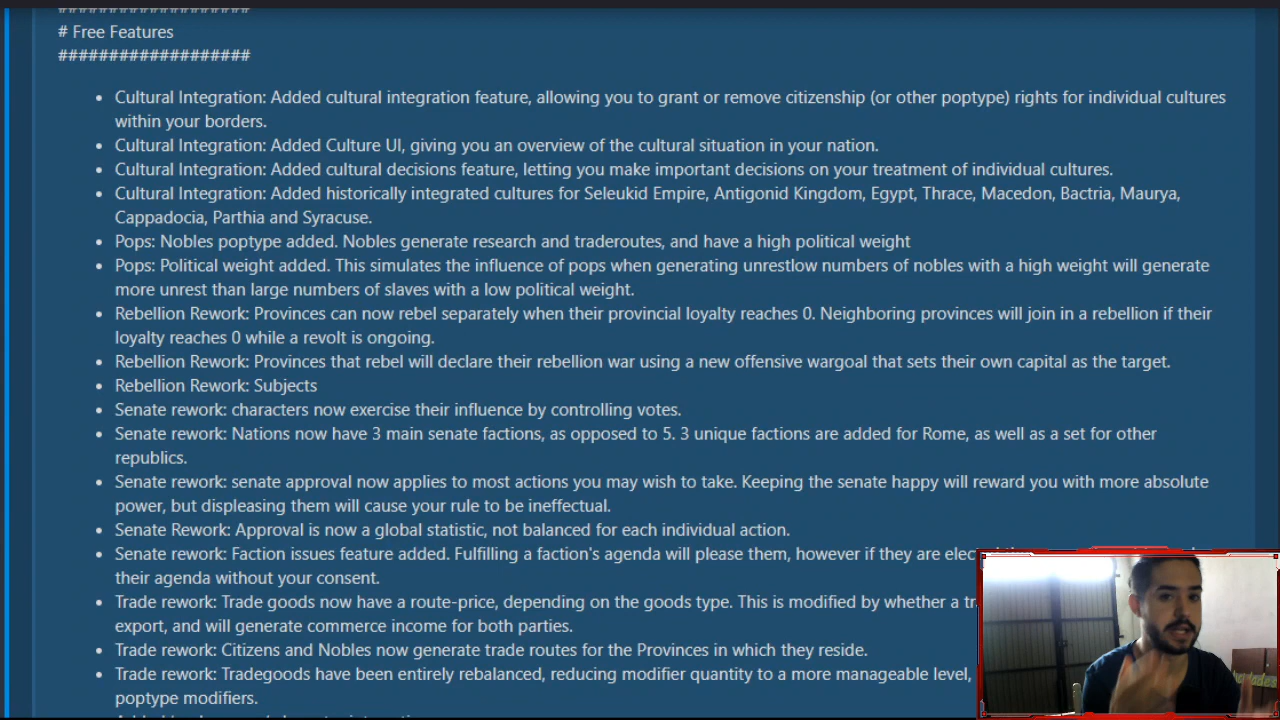 ###################
# Free Features
###################
• Cultural Integration: Added cultural integration feature, allowing you to grant or remove citizenship (or other poptype) rights for individual cultures
within your borders.
• Cultural Integration: Added Culture UI, giving you an overview of the cultural situation in your nation.
• Cultural Integration: Added cultural decisions feature, letting you make important decisions on your treatment of individual cultures.
• Cultural Integration: Added historically integrated cultures for Seleukid Empire, Antigonid Kingdom, Egypt, Thrace, Macedon, Bactria, Maurya,
Cappadocia, Parthia and Syracuse.
• Pops: Nobles poptype added. Nobles generate research and traderoutes, and have a high political weight
• Pops: Political weight added. This simulates the influence of pops when generating unrestlow numbers of nobles with a high weight will generate
more unrest than large numbers of slaves with a low political weight.
• Rebellion Rework: Provinces can now rebel separately when their provincial loyalty reaches 0. Neighboring provinces will join in a rebellion if their
loyalty reaches 0 while a revolt is ongoing.
• Rebellion Rework: Provinces that rebel will declare their rebellion war using a new offensive wargoal that sets their own capital as the target.
• Rebellion Rework: Subjects
• Senate rework: characters now exercise their influence by controlling votes.
• Senate rework: Nations now have 3 main senate factions, as opposed to 5. 3 unique factions are added for Rome, as well as a set for other
republics.
• Senate rework: senate approval now applies to most actions you may wish to take. Keeping the senate happy will reward you with more absolute
power, but displeasing them will cause your rule to be ineffectual.
• Senate Rework: Approval is now a global statistic, not balanced for each individual action.
• Senate rework: Faction issues feature added. Fulfilling a faction's agenda will please them, however if they are
their agenda without your consent.
• Trade rework: Trade goods now have a route-price, depending on the goods type. This is modified by whether a
export, and will generate commerce income for both parties.
• Trade rework: Citizens and Nobles now generate trade routes for the Provinces in which they reside.
• Trade rework: Tradegoods have been entirely rebalanced, reducing modifier quantity to a more manageable level,
poptype modifiers.